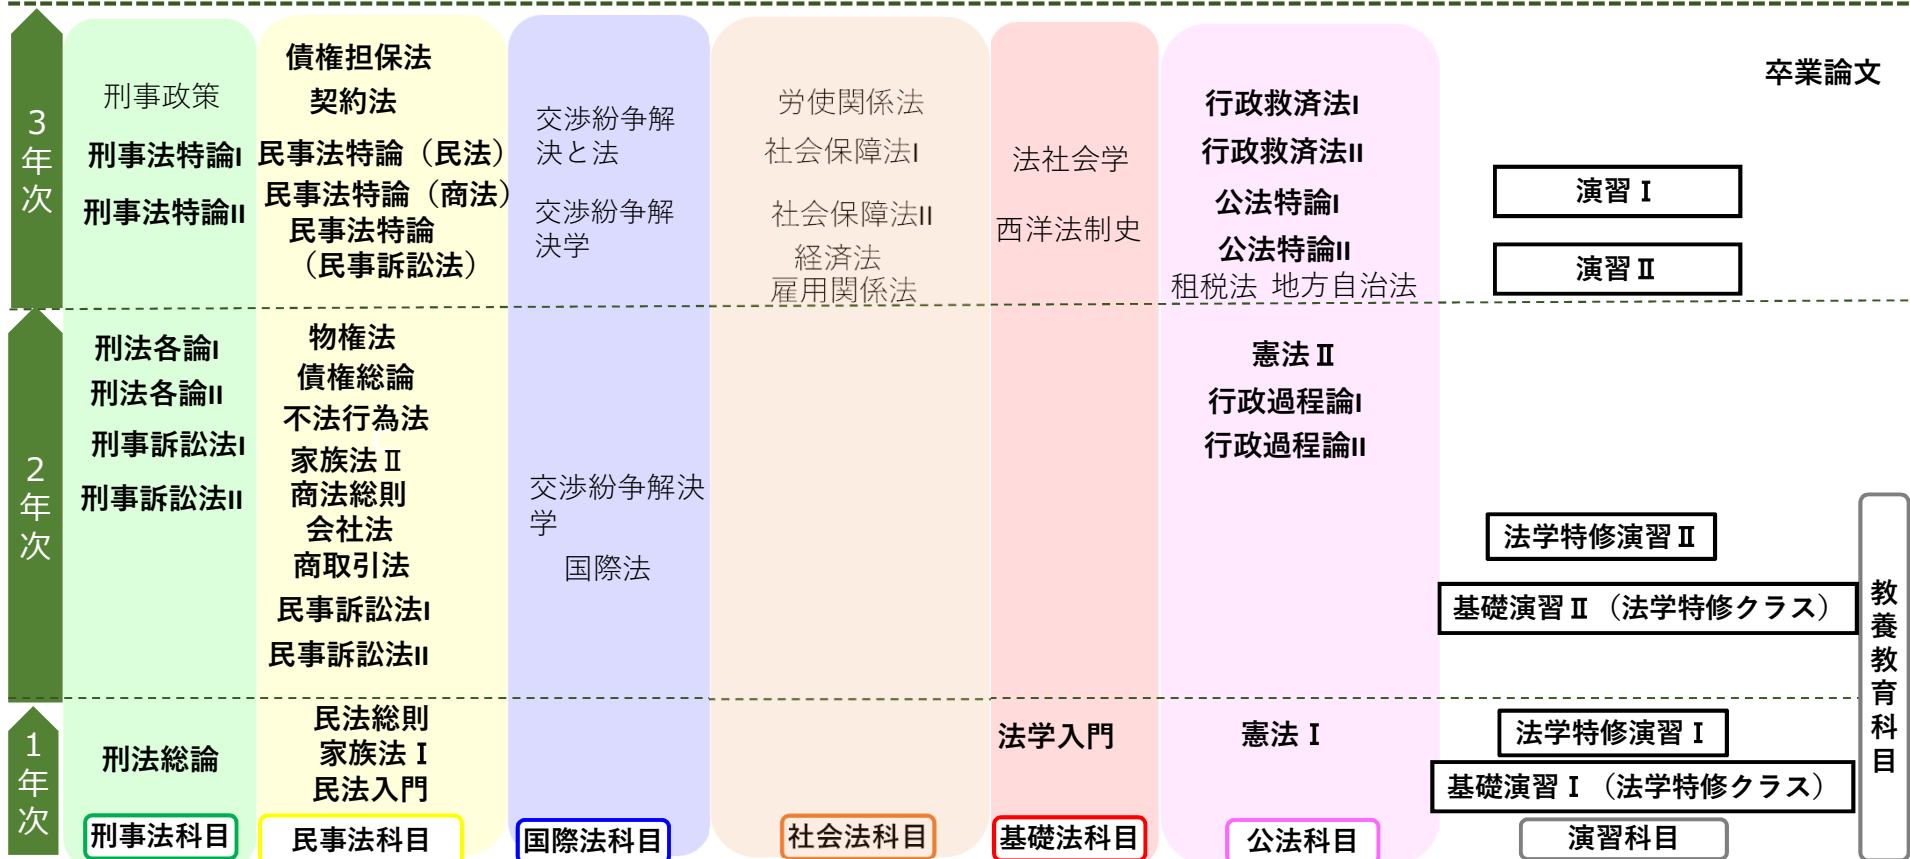 3年次
刑事政策
刑事法特論I
刑事法特論II
債権担保法
契約法
民事法特論（民法）
民事法特論（商法）
民事法特論
（民事訴訟法）
交渉紛争解
決と法
交渉紛争解
決学
労使関係法
社会保障法I
社会保障法II
経済法
雇用関係法
法社会学
西洋法制史
行政救済法I
行政救済法II
公法特論I
公法特論II
租税法 地方自治法
卒業論文
演習Ⅰ
演習Ⅱ
2年次
刑法各論I
刑法各論II
刑事訴訟法I
刑事訴訟法II
物権法
債権総論
不法行為法
家族法Ⅱ
商法総則
会社法
商取引法
民事訴訟法I
民事訴訟法II
交渉紛争解決
学
国際法
憲法Ⅱ
行政過程論I
行政過程論II
法学特修演習Ⅱ
基礎演習Ⅱ（法学特修クラス）
教養教育科目
1年次
刑法総論
民法総則
家族法Ⅰ
民法入門
法学入門
憲法Ⅰ
法学特修演習Ⅰ
基礎演習Ⅰ（法学特修クラス）
刑事法科目
民事法科目
国際法科目
社会法科目
基礎法科目
公法科目
演習科目